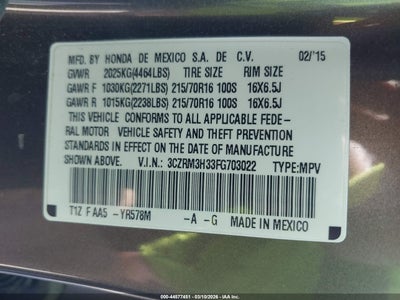 MFD. BY HONDA DE MEXICO S.A. DE C.V. 02/'15
GVWR 2025KG(4464LBS) TIRE SIZE RIM SIZE
GAWR F 1030KG(2271LBS) 215/70R16 100S 16X6.5J
GAWR R 1015KG(2238LBS) 215/70R16 100S 16X6.5J
THIS VEHICLE CONFORMS TO ALL APPLICABLE FEDE-
RAL MOTOR VEHICLE SAFETY AND THEFT PREVENTION
STANDARDS IN EFFECT ON THE DATE OF MANUFACTURE
SHOWN ABOVE. V.I.N.: 3CZRM3H33FG703022 TYPE:MPV
T1Z F AA5 -YR578M -A -G MADE IN MEXICO
000-44577451 - 03/10/2026 - IAA Inc.